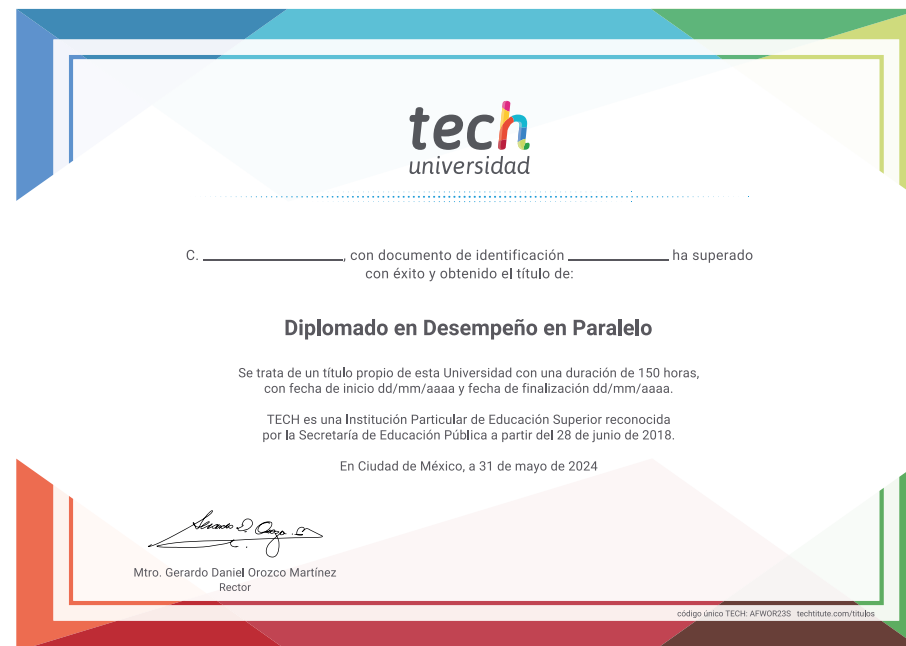 tech
universidad
C. ____________, con documento de identificación ____________ ha superado
con éxito y obtenido el título de:
Diplomado en Desempeño en Paralelo
Se trata de un título propio de esta Universidad con una duración de 150 horas,
con fecha de inicio dd/mm/aaaa y fecha de finalización dd/mm/aaaa.
TECH es una Institución Particular de Educación Superior reconocida
por la Secretaría de Educación Pública a partir del 28 de junio de 2018.
En Ciudad de México, a 31 de mayo de 2024
Mtro. Gerardo Daniel Orozco Martínez
Rector
código único TECH: AFWOR23S techtitute.com/titulos